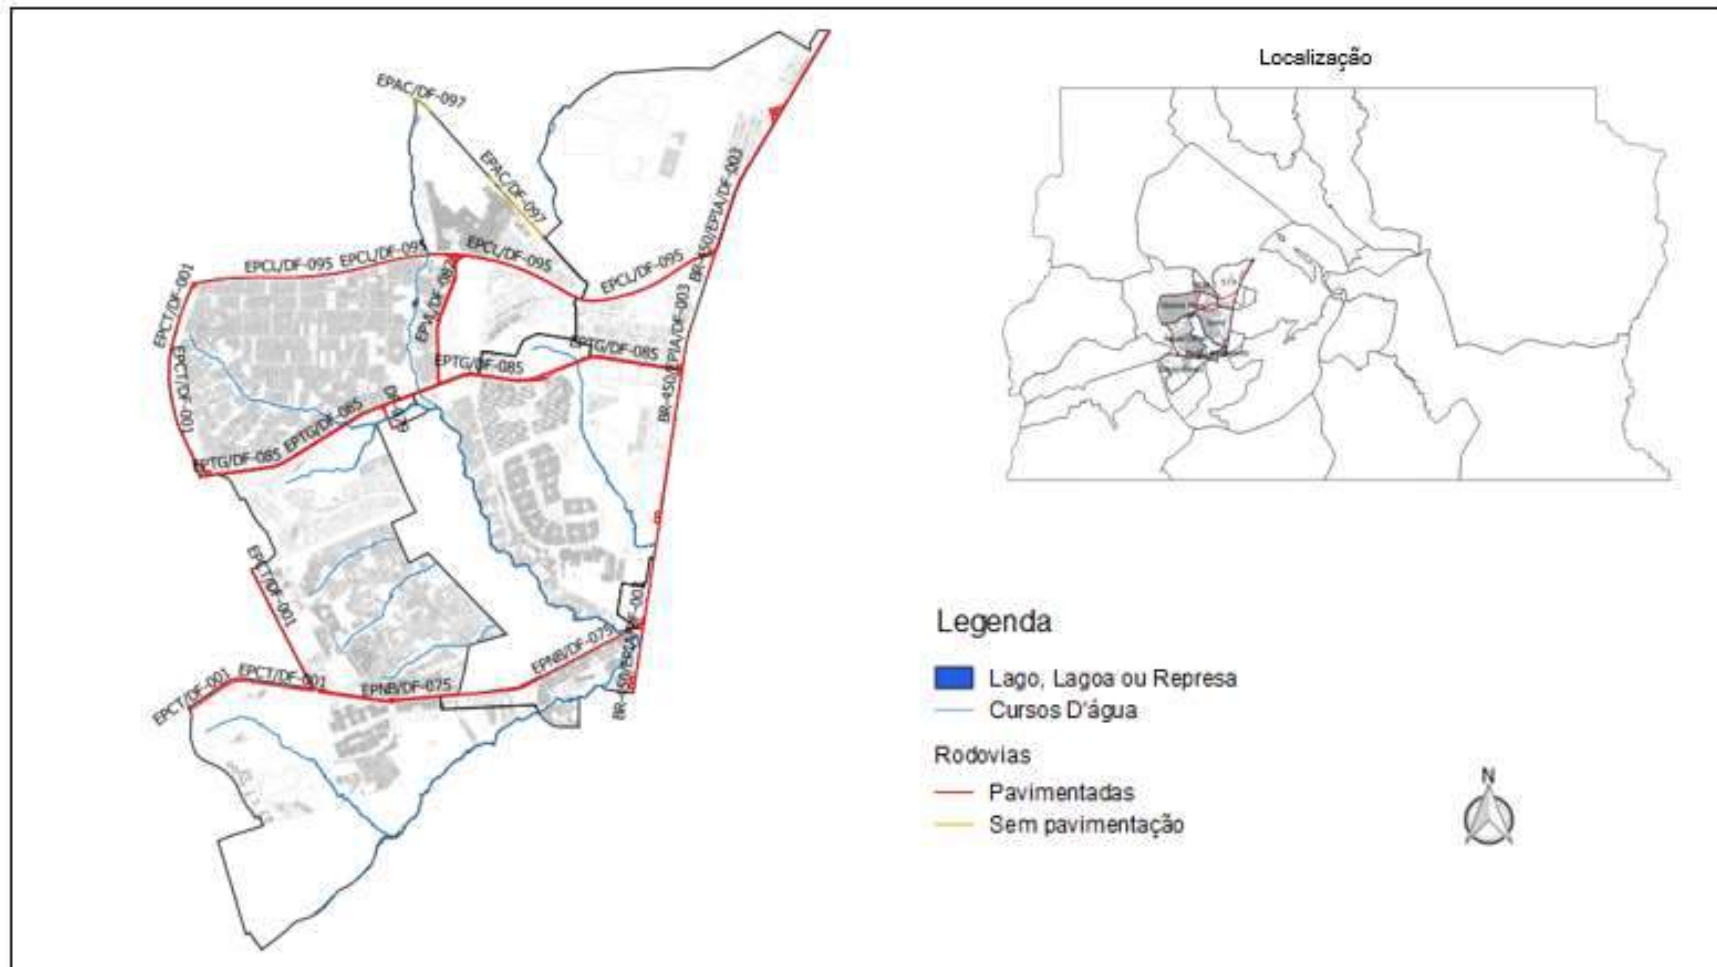 Localização
EPAC/DF-097
EPAC/DF-097
BR-450/EPIA/DF-003
EPCL/DF-095
EPCL/DF-095
EPCL/DF-095
EPCL/DF-095
EPCT/DF-001
EPVL/DF-087
BR-450/EPIA/DF-003
EPTG/DF-085
EPTG/DF-085
EPCT/DF-001
EPTG/DF-085
EPTG/DF-085
EPCT/DF-001
EPNB/DF-075
EPCT/DF-001
EPCT/DF-001
EPNB/DF-075
Legenda
Lago, Lagoa ou Represa
Cursos D'água
Rodovias
Pavimentadas
Sem pavimentação
N